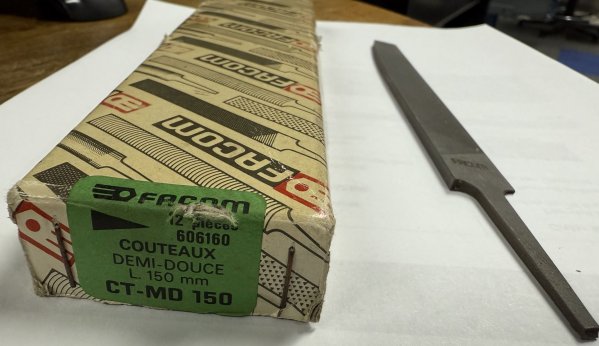 FACOM
FACOM
FACOM
FACOM
12 pièces
606160
COUTEAUX
DEMI-DOUCE
L. 150 mm
CT-MD 150